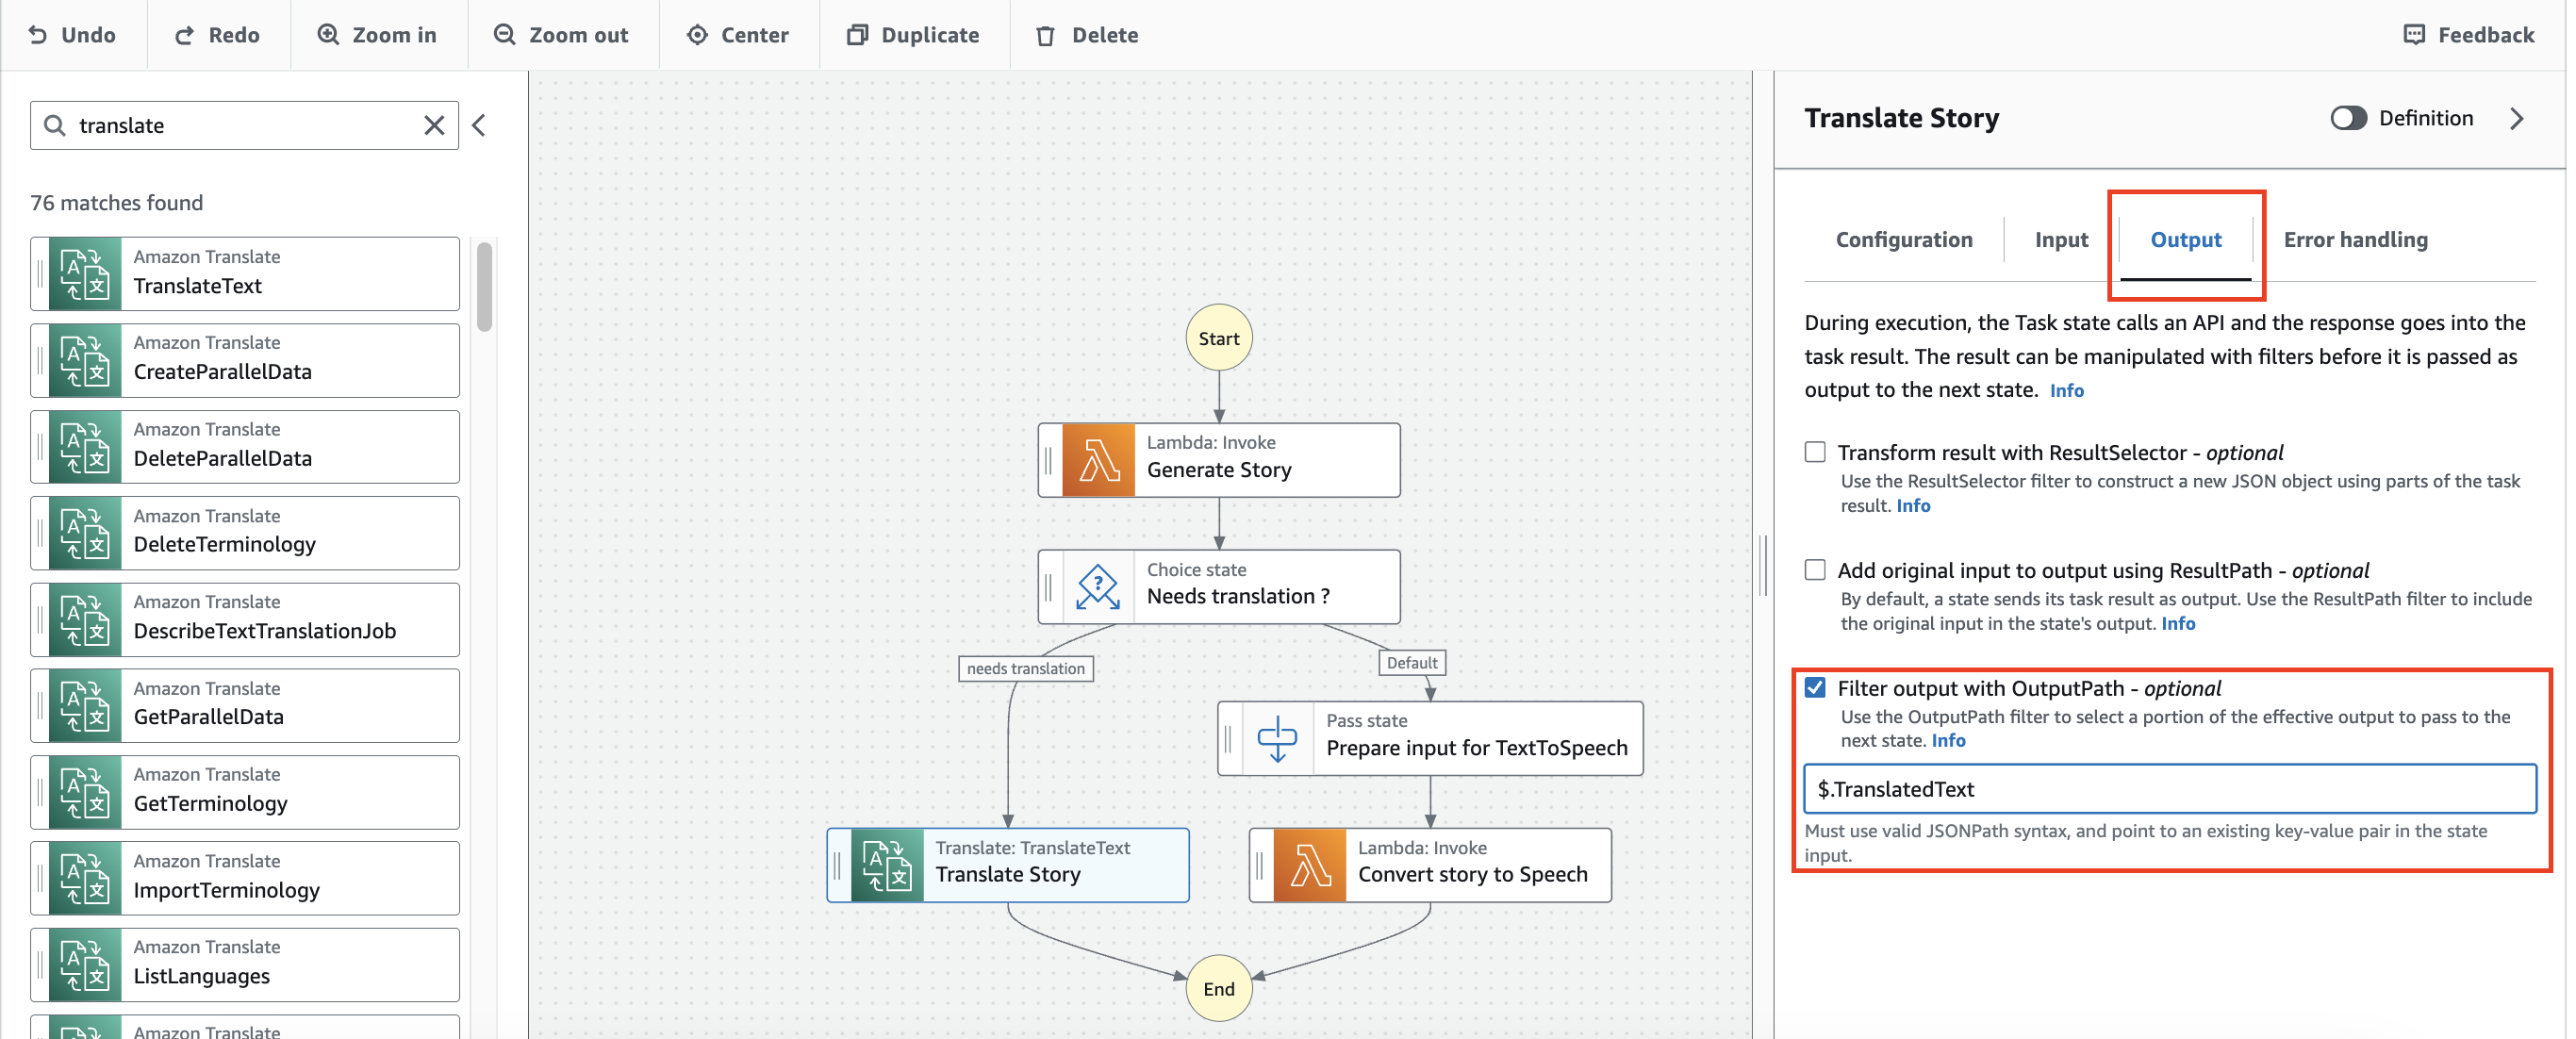 Undo
Redo
Zoom in
Zoom out
Center
Duplicate
Delete
Feedback
translate
76 matches found
Amazon Translate
TranslateText
Amazon Translate
CreateParallelData
Amazon Translate
DeleteParallelData
Amazon Translate
DeleteTerminology
Amazon Translate
DescribeTextTranslationJob
Amazon Translate
GetParallelData
Amazon Translate
GetTerminology
Amazon Translate
ImportTerminology
Amazon Translate
ListLanguages
Amazon Translate
Start
Lambda: Invoke
Generate Story
Choice state
Needs translation ?
needs translation
Default
Pass state
Prepare input for TextToSpeech
Translate: TranslateText
Translate Story
Lambda: Invoke
Convert story to Speech
End
Translate Story
Definition
Configuration
Input
Output
Error handling
During execution, the Task state calls an API and the response goes into the
task result. The result can be manipulated with filters before it is passed as
output to the next state. Info
Transform result with ResultSelector - optional
Use the ResultSelector filter to construct a new JSON object using parts of the task
result. Info
Add original input to output using ResultPath - optional
By default, a state sends its task result as output. Use the ResultPath filter to include
the original input in the state's output. Info
Filter output with OutputPath - optional
Use the OutputPath filter to select a portion of the effective output to pass to the
next state. Info
$.TranslatedText
Must use valid JSONPath syntax, and point to an existing key-value pair in the state
input.